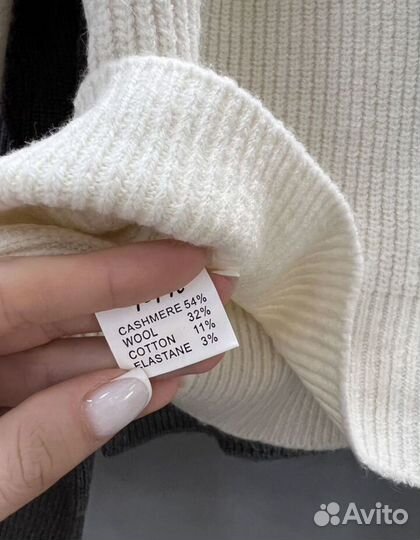 CASHMERE 54%
WOOL 32%
COTTON 11%
ELASTANE 3%
Avito